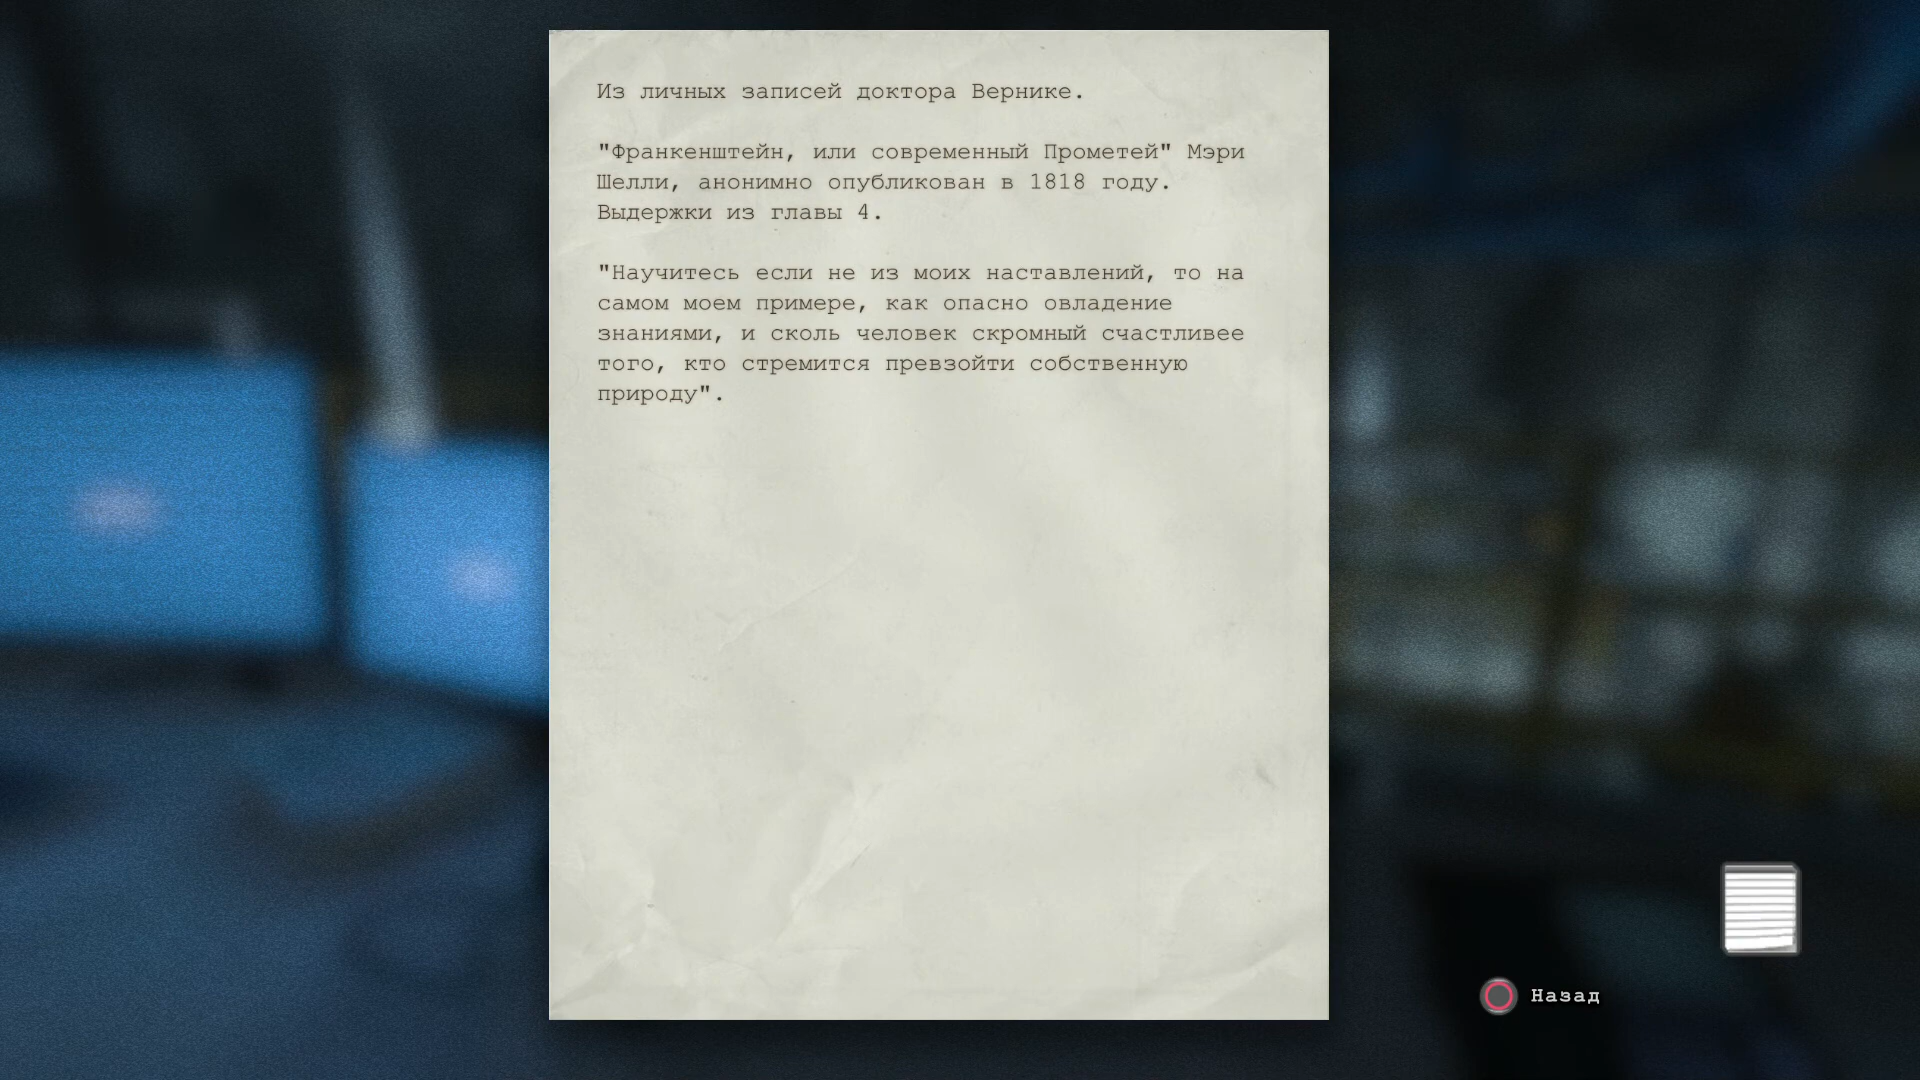 Из личных записей доктора Вернике.
"Франкенштейн, или современный Прометей" Мэри
Шелли, анонимно опубликован в 1818 году.
Выдержки из главы 4.
"Научитесь если не из моих наставлений, то на
самом моем примере, как опасно овладение
знаниями, и сколь человек скромный счастливее
того, кто стремится превзойти собственную
природу".
Назад